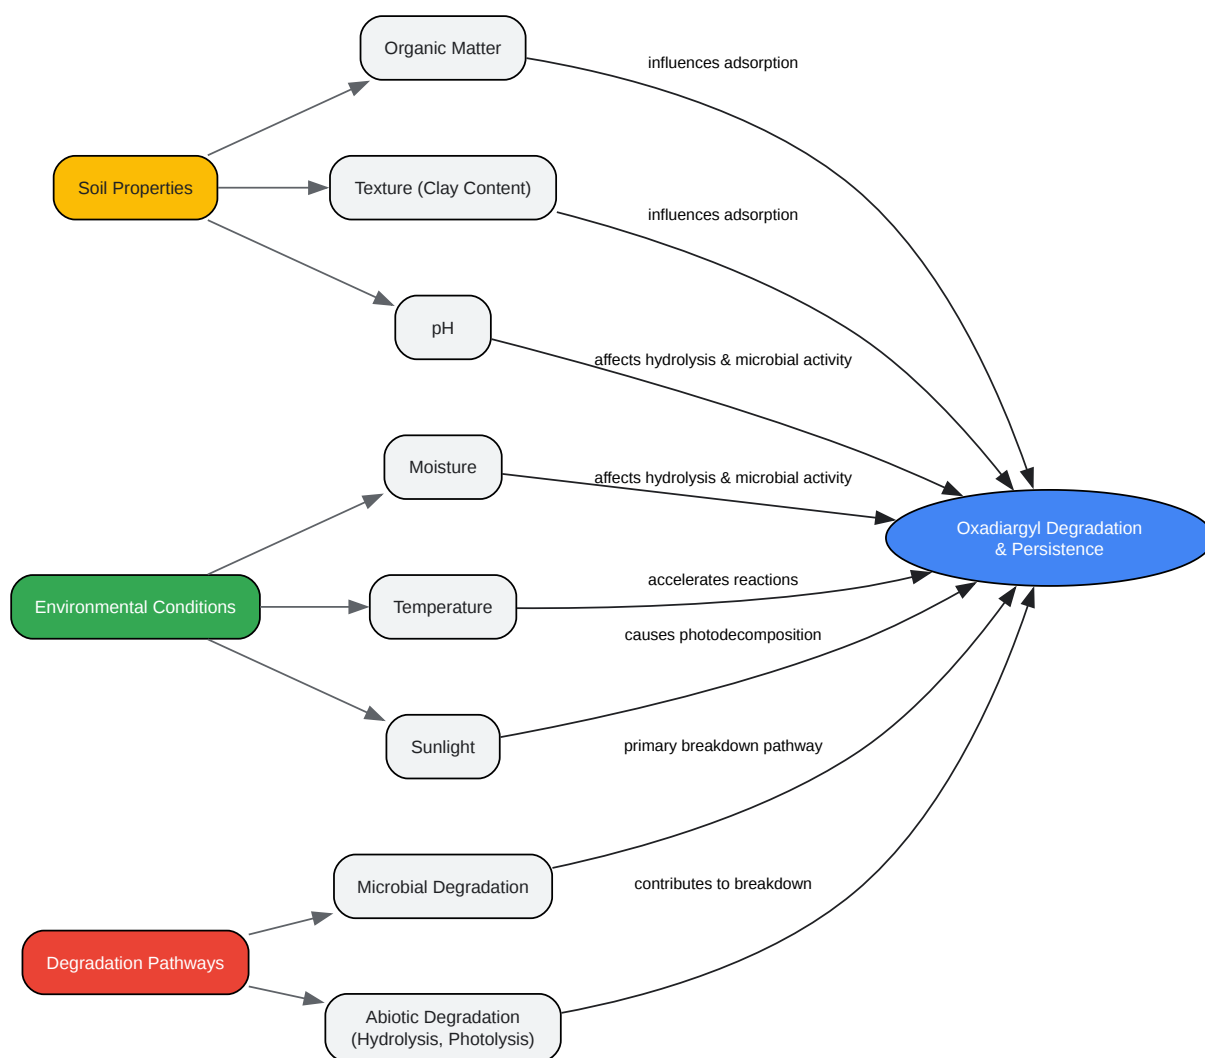 Organic Matter
influences adsorption
Soil Properties
Texture (Clay Content)
influences adsorption
pH
affects hydrolysis & microbial activity
Moisture
affects hydrolysis & microbial activity
Oxadiargyl Degradation
& Persistence
Environmental Conditions
Temperature
accelerates reactions
causes photodecomposition
Sunlight
primary breakdown pathway
Microbial Degradation
contributes to breakdown
Degradation Pathways
Abiotic Degradation
(Hydrolysis, Photolysis)